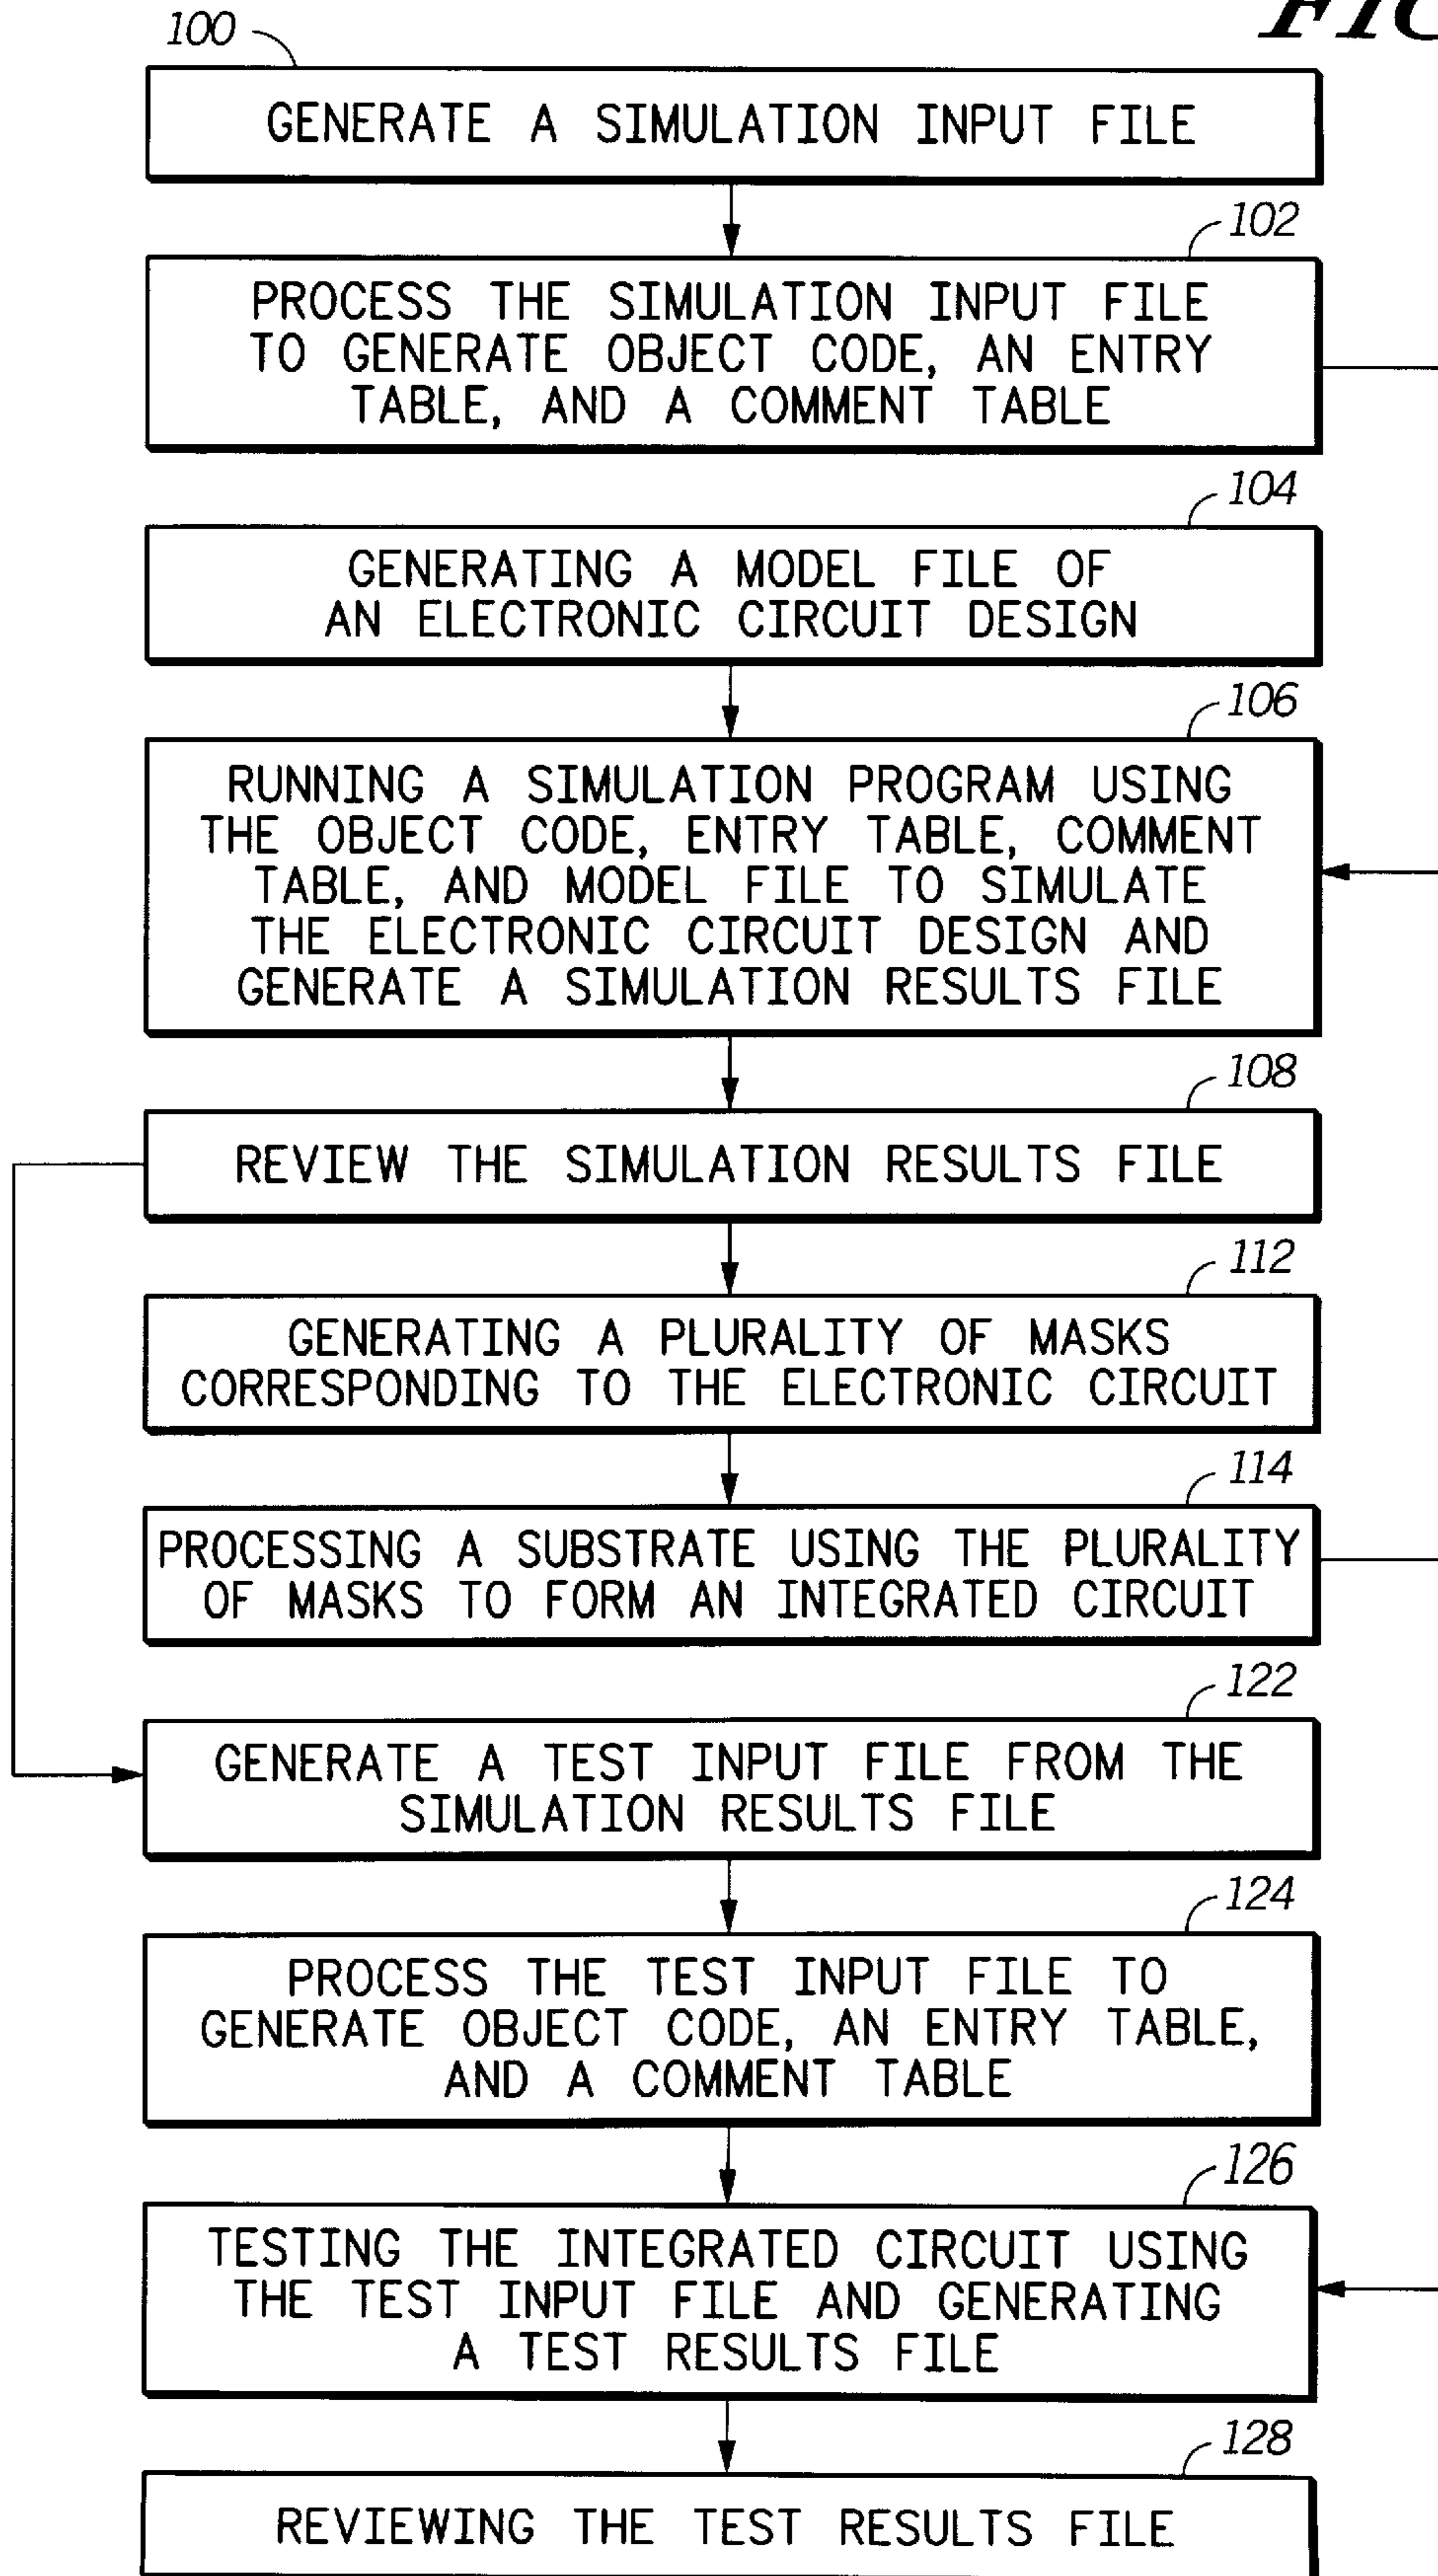 FIG
100
GENERATE A SIMULATION INPUT FILE
102
PROCESS THE SIMULATION INPUT FILE
TO GENERATE OBJECT CODE, AN ENTRY
TABLE, AND A COMMENT TABLE
104
GENERATING A MODEL FILE OF
AN ELECTRONIC CIRCUIT DESIGN
106
RUNNING A SIMULATION PROGRAM USING
THE OBJECT CODE, ENTRY TABLE, COMMENT
TABLE, AND MODEL FILE TO SIMULATE
THE ELECTRONIC CIRCUIT DESIGN AND
GENERATE A SIMULATION RESULTS FILE
108
REVIEW THE SIMULATION RESULTS FILE
112
GENERATING A PLURALITY OF MASKS
CORRESPONDING TO THE ELECTRONIC CIRCUIT
114
PROCESSING A SUBSTRATE USING THE PLURALITY
OF MASKS TO FORM AN INTEGRATED CIRCUIT
122
GENERATE A TEST INPUT FILE FROM THE
SIMULATION RESULTS FILE
124
PROCESS THE TEST INPUT FILE TO
GENERATE OBJECT CODE, AN ENTRY TABLE,
AND A COMMENT TABLE
126
TESTING THE INTEGRATED CIRCUIT USING
THE TEST INPUT FILE AND GENERATING
A TEST RESULTS FILE
128
REVIEWING THE TEST RESULTS FILE